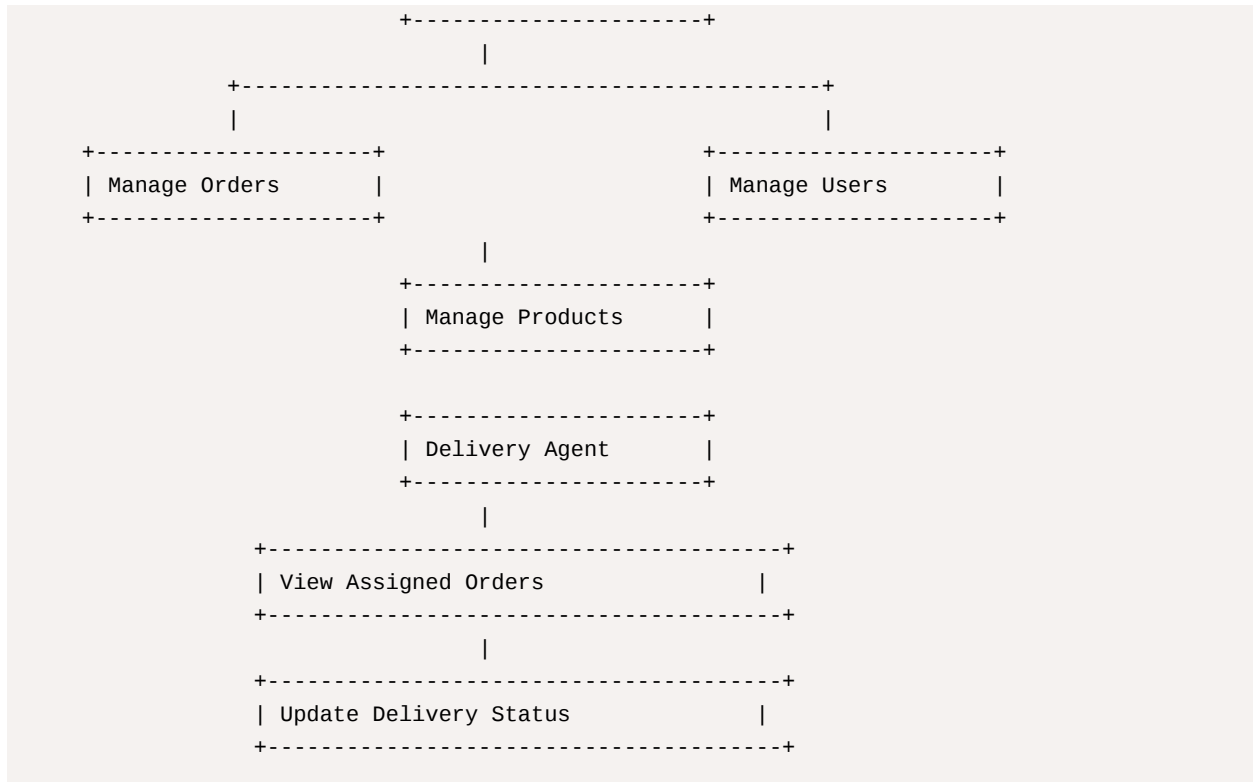 Manage Orders
Manage Users
Manage Products
Delivery Agent
View Assigned Orders
Update Delivery Status